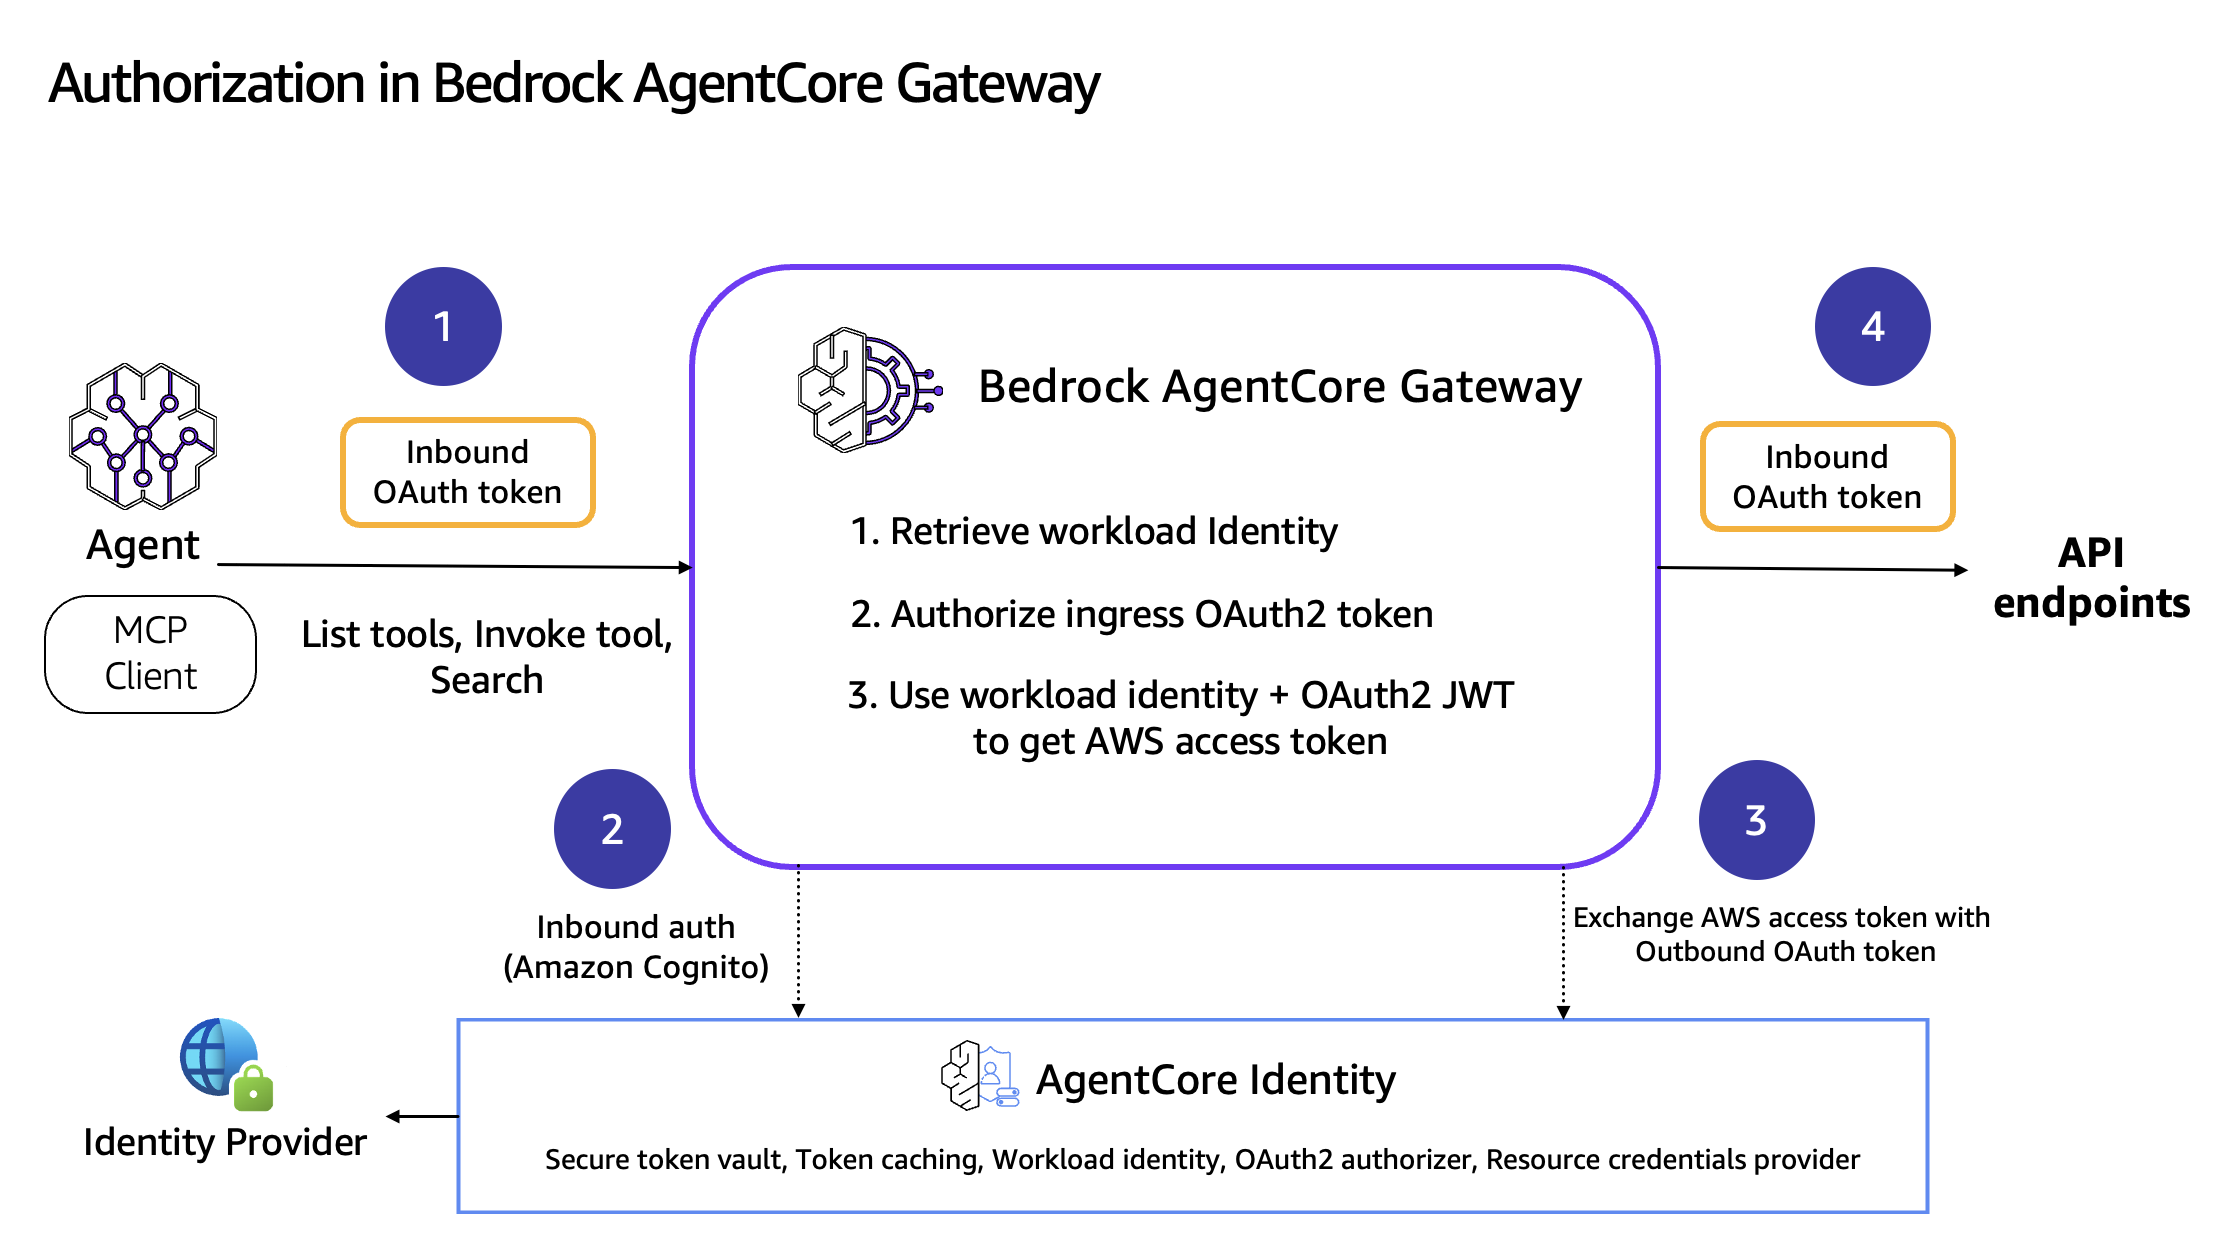 Authorization in Bedrock AgentCore Gateway
1
Inbound
OAuth token
Agent
MCP
Client
List tools, Invoke tool,
Search
Bedrock AgentCore Gateway
1. Retrieve workload Identity
2. Authorize ingress OAuth2 token
3. Use workload identity + OAuth2 JWT
to get AWS access token
4
Inbound
OAuth token
API
endpoints
2
Inbound auth
(Amazon Cognito)
3
Exchange AWS access token with
Outbound OAuth token
Identity Provider
AgentCore Identity
Secure token vault, Token caching, Workload identity, OAuth2 authorizer, Resource credentials provider